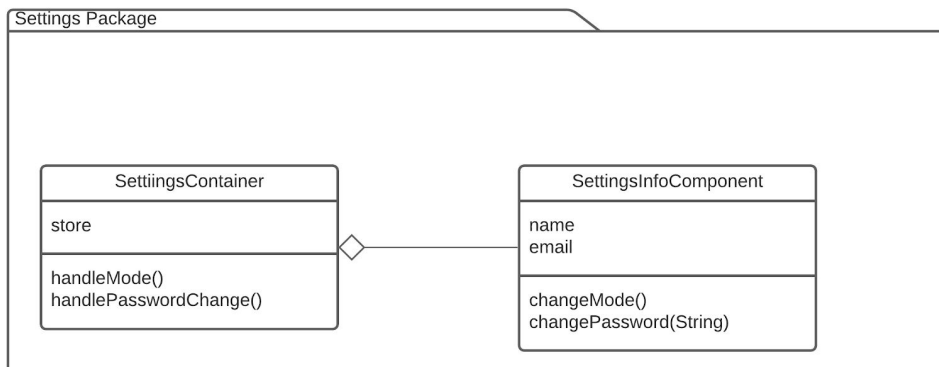 Settings Package
SettiingsContainer
store
handleMode()
handlePasswordChange()
SettingsInfoComponent
name
email
changeMode()
changePassword(String)